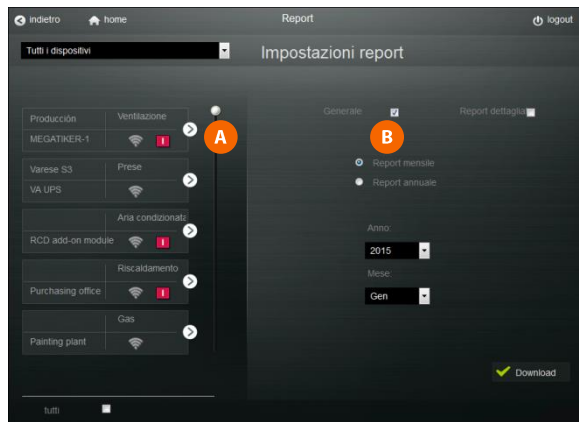 indietro home Report logout
Tutti i dispositivi Impostazioni report
Generale Report dettaglia
Producción Ventilazione
MEGATIKER-1
A
B
Varese S3 Prese
VA UPS
Report mensile
Report annuale
Aria condizionata
RCD add-on module
Anno:
2015
Mese:
Gen
Riscaldamento
Purchasing office
Gas
Painting plant
Download
tutti